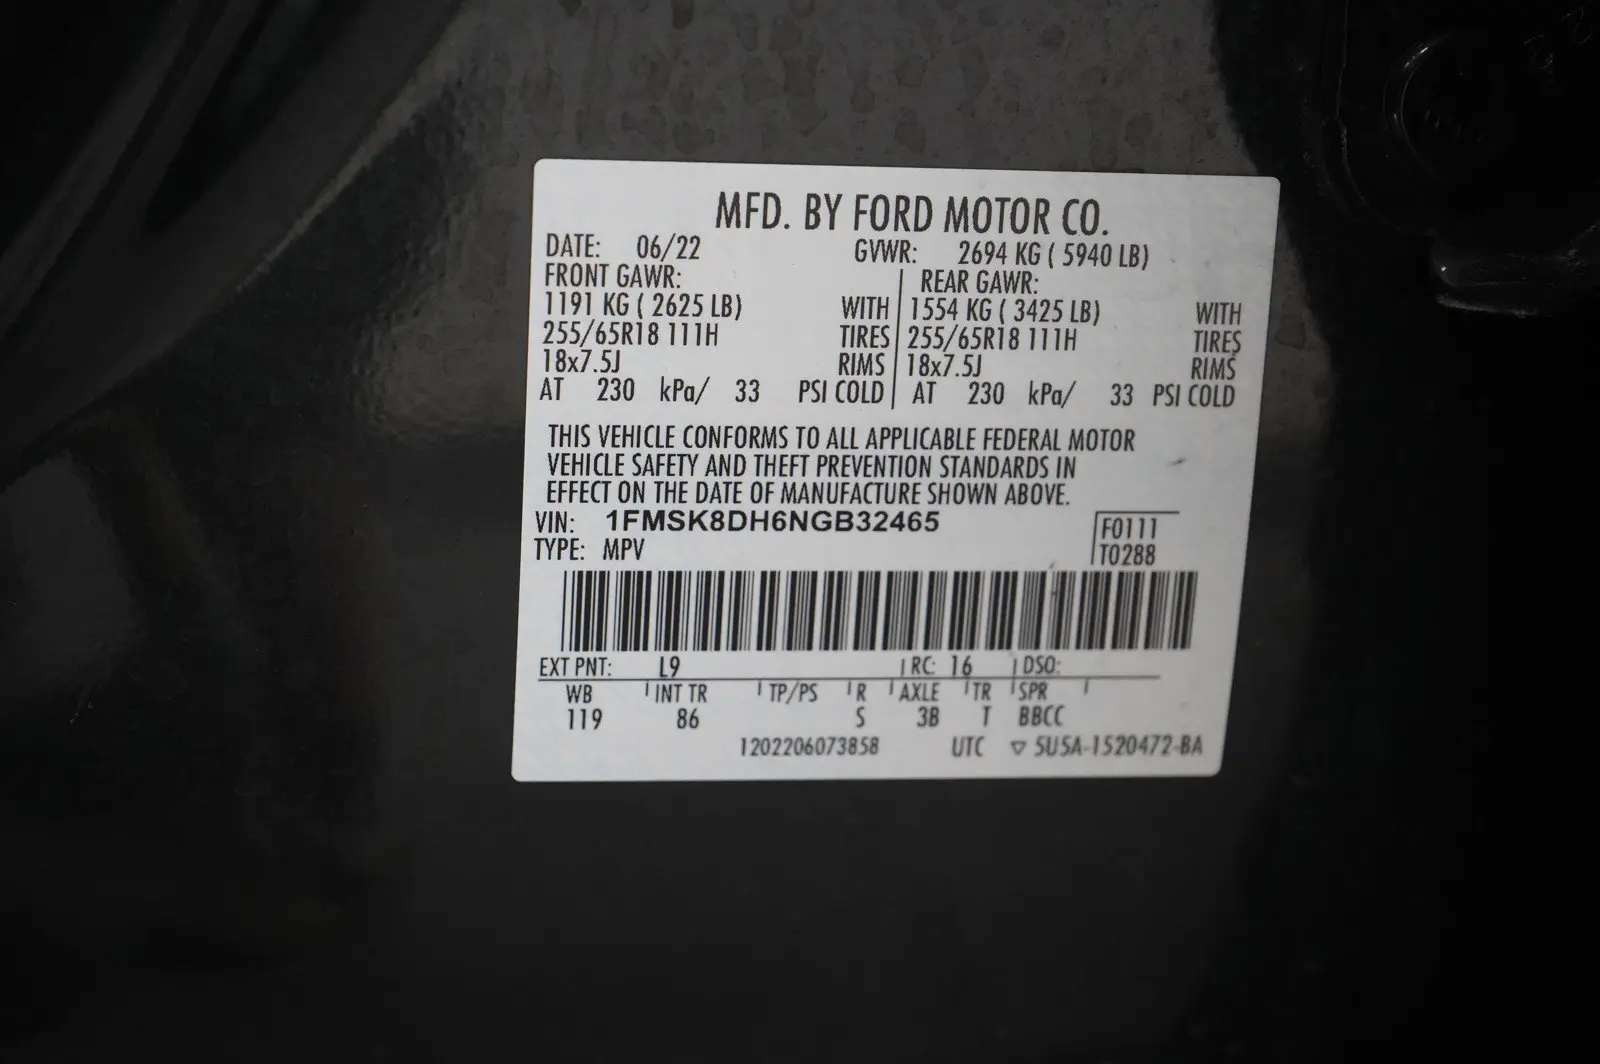 MFD. BY FORD MOTOR CO.
DATE: 06/22 GVWR: 2694 KG ( 5940 LB)
FRONT GAWR: REAR GAWR:
1191 KG ( 2625 LB) WITH 1554 KG ( 3425 LB) WITH
255/65R18 111H TIRES 255/65R18 111H TIRES
18x7.5J RIMS 18x7.5J RIMS
AT 230 kPa/ 33 PSI COLD AT 230 kPa/ 33 PSI COLD
THIS VEHICLE CONFORMS TO ALL APPLICABLE FEDERAL MOTOR
VEHICLE SAFETY AND THEFT PREVENTION STANDARDS IN
EFFECT ON THE DATE OF MANUFACTURE SHOWN ABOVE.
VIN: 1FMSK8DH6NGB32465 F0111
TYPE: MPV T0288
EXT PNT: L9 RC: 16 DSO:
WB INT TR TP/PS R AXLE TR SPR
119 86 S 3B T BBCC
1202206073858 UTC ▽ 5U5A-1520472-BA